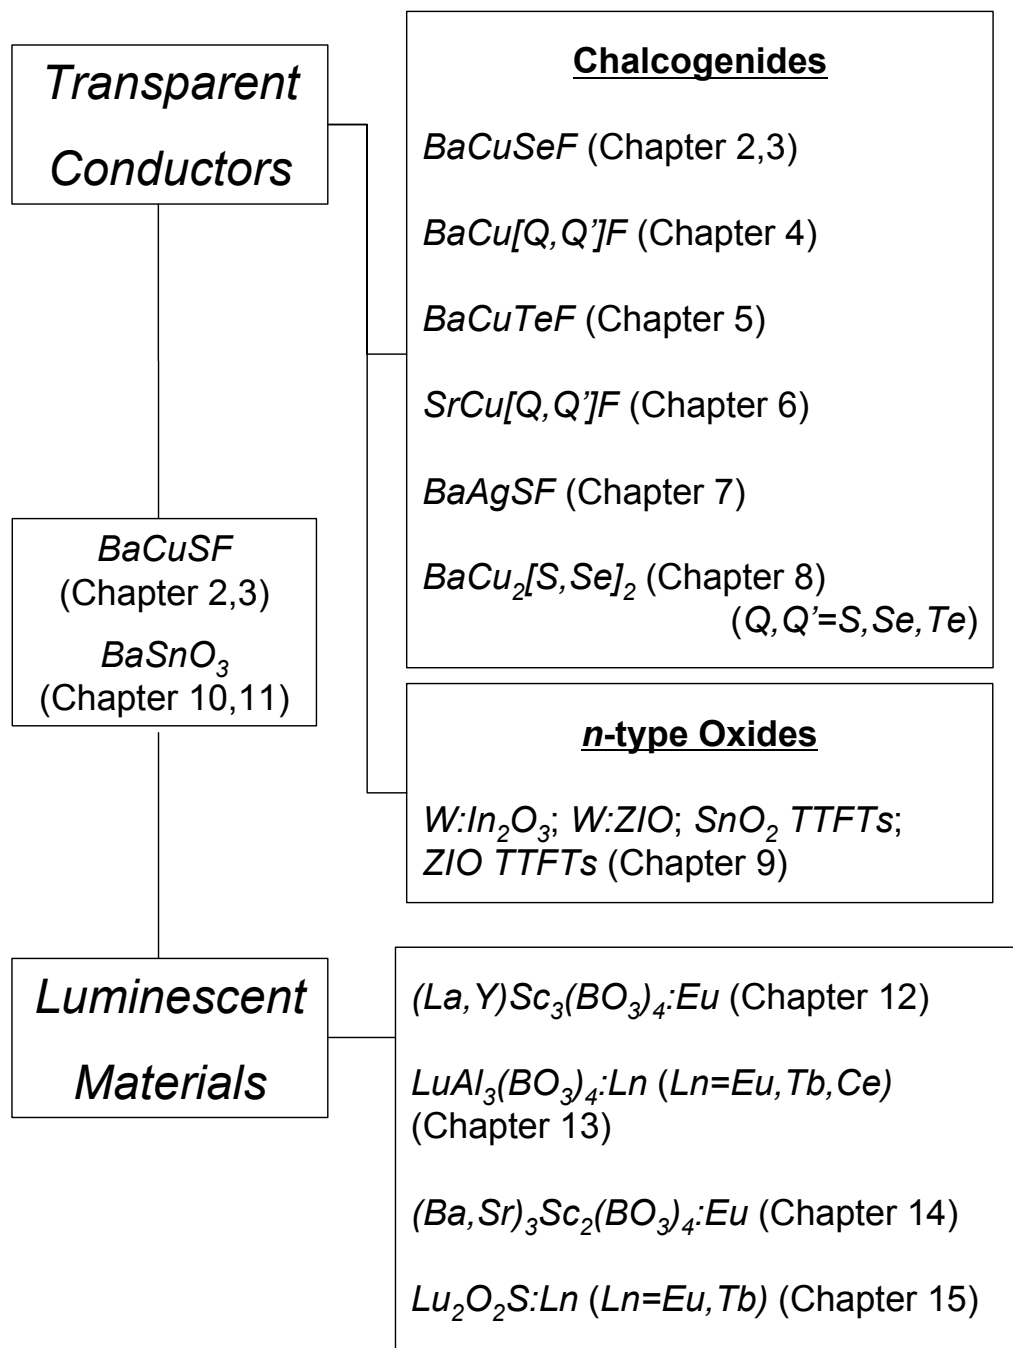 Transparent
Conductors
Chalcogenides
BaCuSeF (Chapter 2,3)
BaCu[Q,Q’]F (Chapter 4)
BaCuTeF (Chapter 5)
SrCu[Q,Q’]F (Chapter 6)
BaAgSF (Chapter 7)
BaCu₂[S,Se]₂ (Chapter 8)
(Q,Q’=S,Se,Te)
BaCuSF
(Chapter 2,3)
BaSnO₃
(Chapter 10,11)
n-type Oxides
W:In₂O₃; W:ZIO; SnO₂ TTFTs;
ZIO TTFTs (Chapter 9)
Luminescent
Materials
(La,Y)Sc₃(BO₃)₄:Eu (Chapter 12)
LuAl₃(BO₃)₄:Ln (Ln=Eu,Tb,Ce)
(Chapter 13)
(Ba,Sr)₃Sc₂(BO₃)₄:Eu (Chapter 14)
Lu₂O₂S:Ln (Ln=Eu,Tb) (Chapter 15)